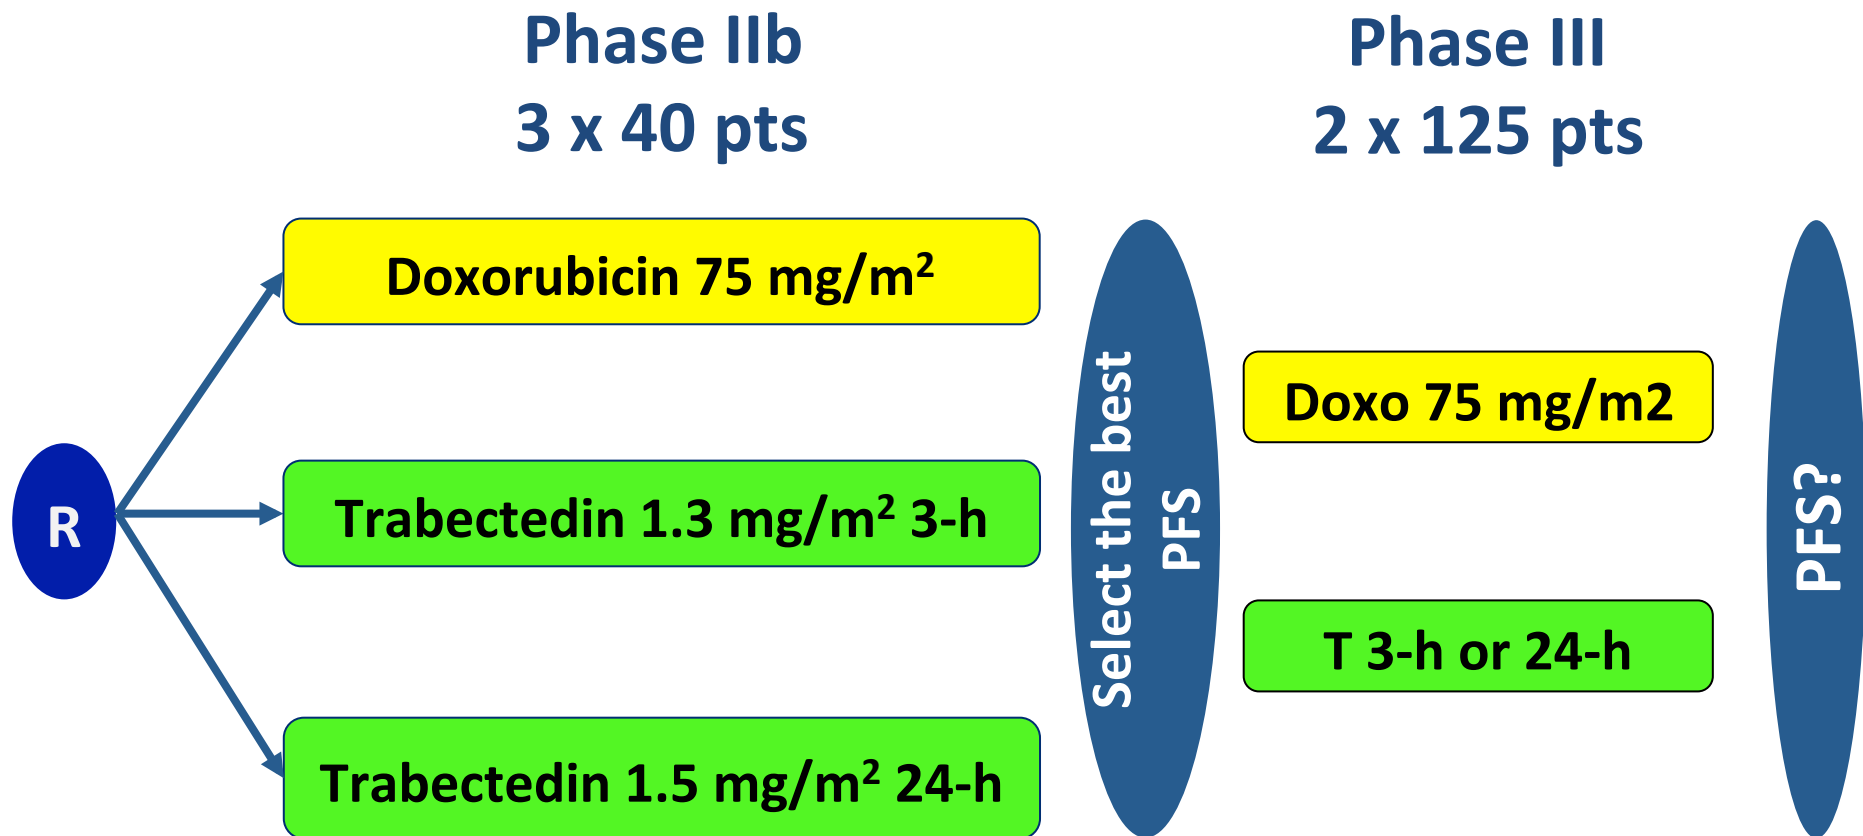 Phase IIb
3 x 40 pts
Phase III
2 x 125 pts
R
Doxorubicin 75 mg/m²
Trabectedin 1.3 mg/m² 3-h
Trabectedin 1.5 mg/m² 24-h
Select the best
PFS
Doxo 75 mg/m2
T 3-h or 24-h
PFS?